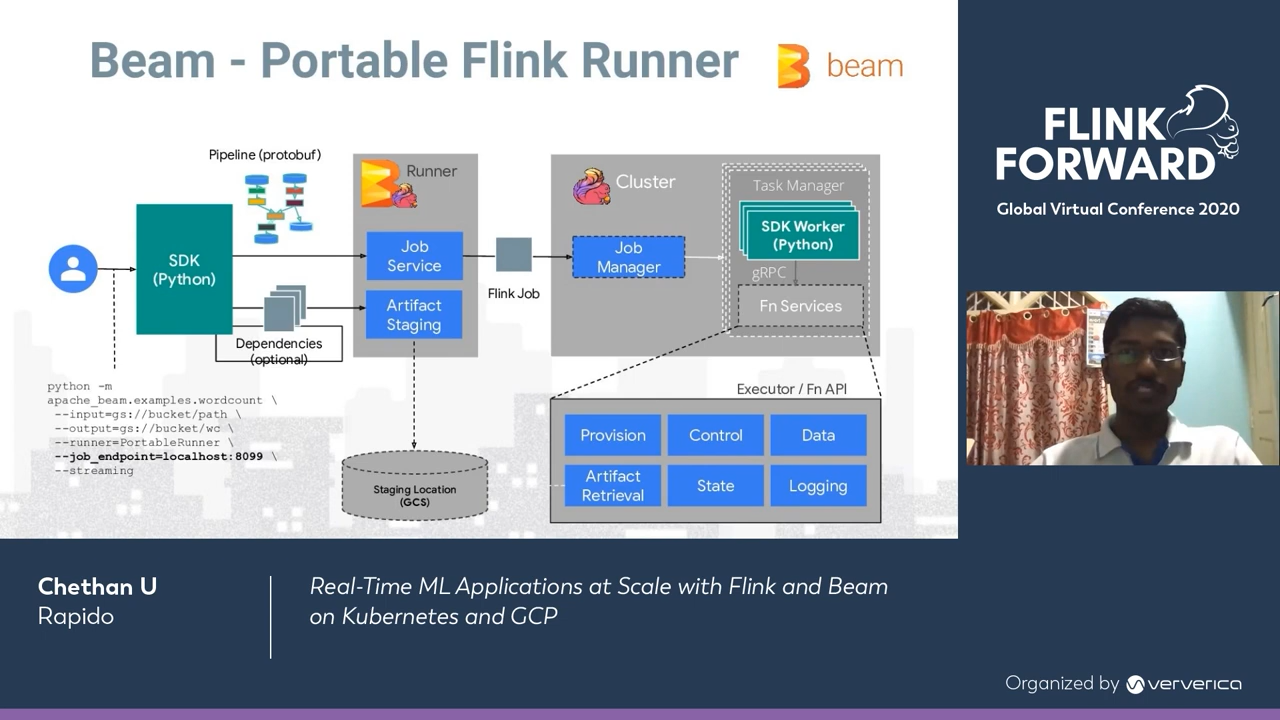 Beam - Portable Flink Runner
beam
Pipeline (protobuf)
SDK
(Python)
Dependencies
(optional)
Runner
Job
Service
Artifact
Staging
Flink Job
Cluster
Job
Manager
Task Manager
SDK Worker
(Python)
gRPC
Fn Services
Executor / Fn API
Provision
Control
Data
Artifact
Retrieval
State
Logging
Staging Location
(GCS)
python -m
apache_beam.examples.wordcount \
--input=gs://bucket/path \
--output=gs://bucket/wc \
--runner=PortableRunner \
--job_endpoint=localhost:8099 \
--streaming
FLINK
FORWARD
Global Virtual Conference 2020
Chethan U
Rapido
Real-Time ML Applications at Scale with Flink and Beam
on Kubernetes and GCP
Organized by ververica